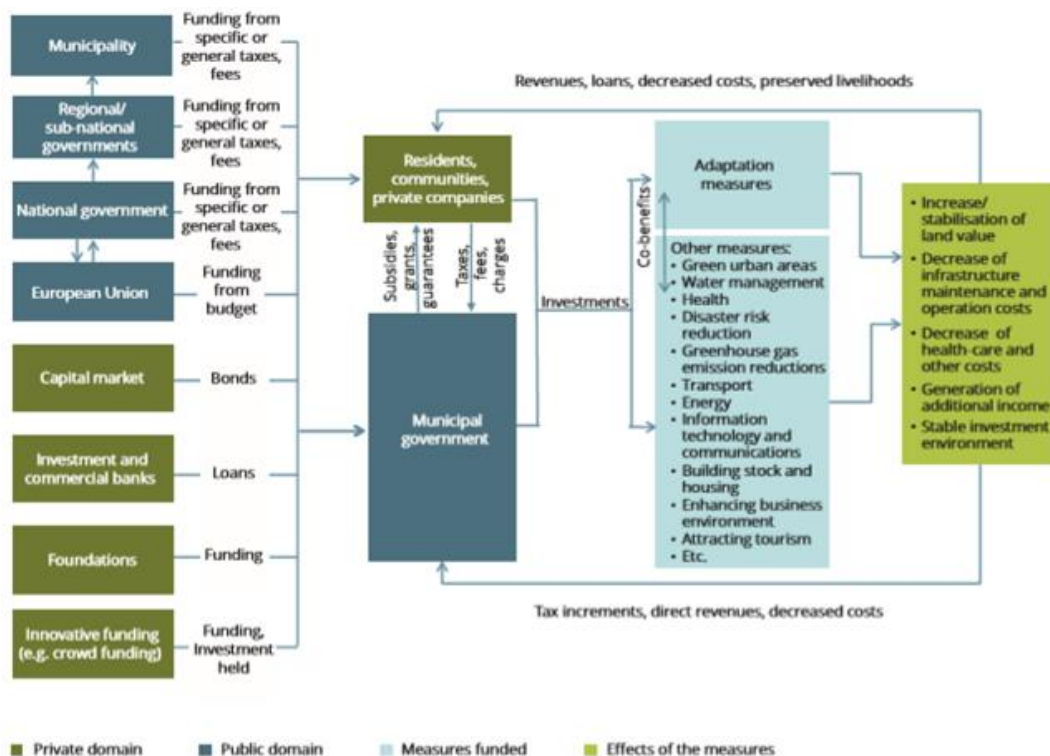 Municipality
Funding from
specific or
general taxes,
fees
Regional/
sub-national
governments
Funding from
specific or
general taxes,
fees
National government
Funding from
specific or
general taxes,
fees
European Union
Funding
from
budget
Capital market
Bonds
Investment and
commercial banks
Loans
Foundations
Funding
Innovative funding
(e.g. crowd funding)
Funding,
Investment
held
Revenues, loans, decreased costs, preserved livelihoods
Residents,
communities,
private companies
Subsidies,
grants,
guarantees
Taxes,
fees,
charges
Municipal
government
Investments
Co-benefits
Adaptation
measures
Other measures:
• Green urban areas
• Water management
• Health
• Disaster risk
reduction
• Greenhouse gas
emission reductions
• Transport
• Energy
• Information
technology and
communications
• Building stock and
housing
• Enhancing business
environment
• Attracting tourism
• Etc.
• Increase/
stabilisation of
land value
• Decrease of
infrastructure
maintenance and
operation costs
• Decrease of
health-care and
other costs
• Generation of
additional income
• Stable investment
environment
Tax increments, direct revenues, decreased costs
Private domain
Public domain
Measures funded
Effects of the measures